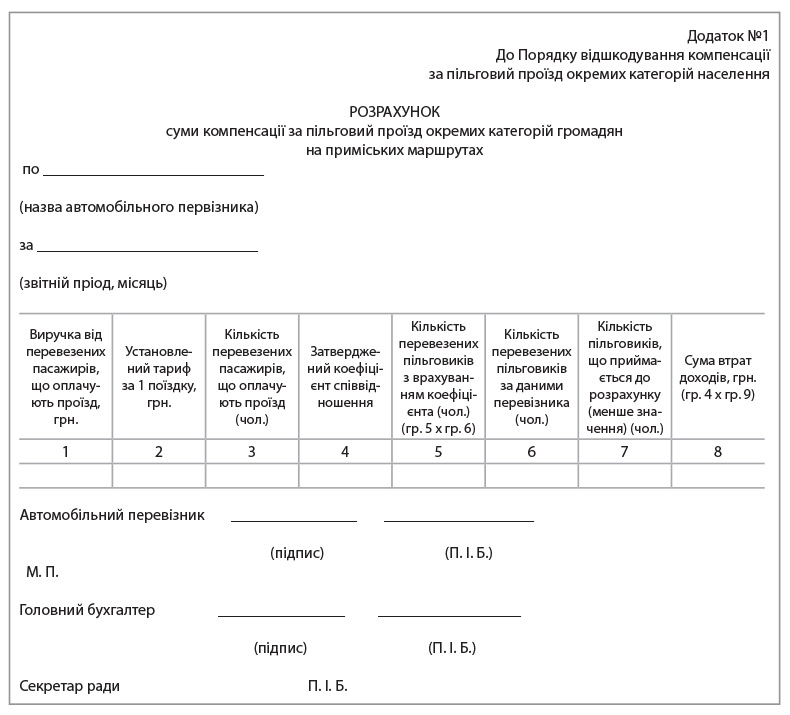 Додаток №1
До Порядку відшкодування компенсації
за пільговий проїзд окремих категорій населення
РОЗРАХУНОК
суми компенсації за пільговий проїзд окремих категорій громадян
на приміських маршрутах
по
(назва автомобільного первізника)
за
(звітній пріод, місяць)
Виручка від
перевезених
пасажирів,
що оплачу-
ють проїзд,
грн.
Установле-
ний тариф
за 1 поїздку,
грн.
Кількість
перевезених
пасажирів,
що оплачу-
ють проїзд
(чол.)
Затвердже-
ний коефіці-
єнт співвід-
ношення
Кількість
перевезених
пільговиків
з врахуван-
ням коефіці-
єнта (чол.)
(гр. 5 х гр. 6)
Кількість
перевезених
пільговиків
за даними
перевізника
(чол.)
Кількість
пільговиків,
що прийма-
ється до
розрахунку
(менше зна-
чення) (чол.)
Сума втрат
доходів, грн.
(гр. 4 х гр. 9)
1 2 3 4 5 6 7 8
Автомобільний перевізник
(підпис) (П. І. Б.)
М. П.
Головний бухгалтер
(підпис) (П. І. Б.)
Секретар ради П. І. Б.